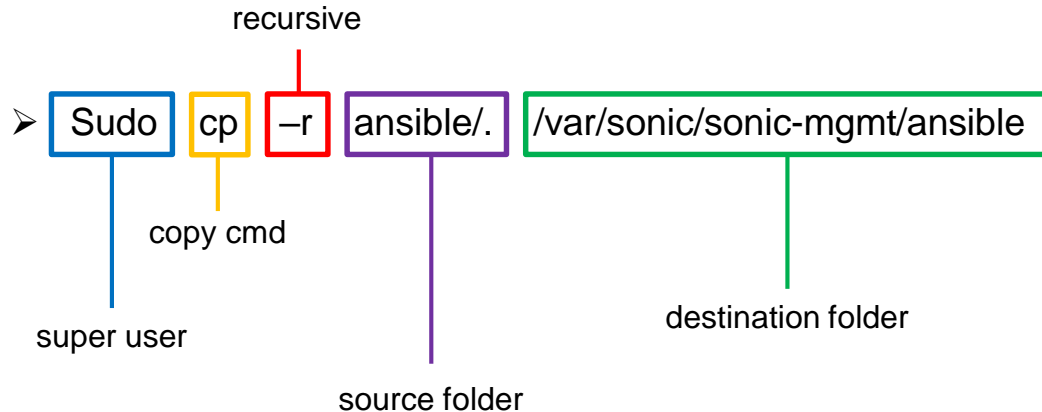 recursive
➢ Sudo cp –r ansible/. /var/sonic/sonic-mgmt/ansible
copy cmd
destination folder
super user
source folder